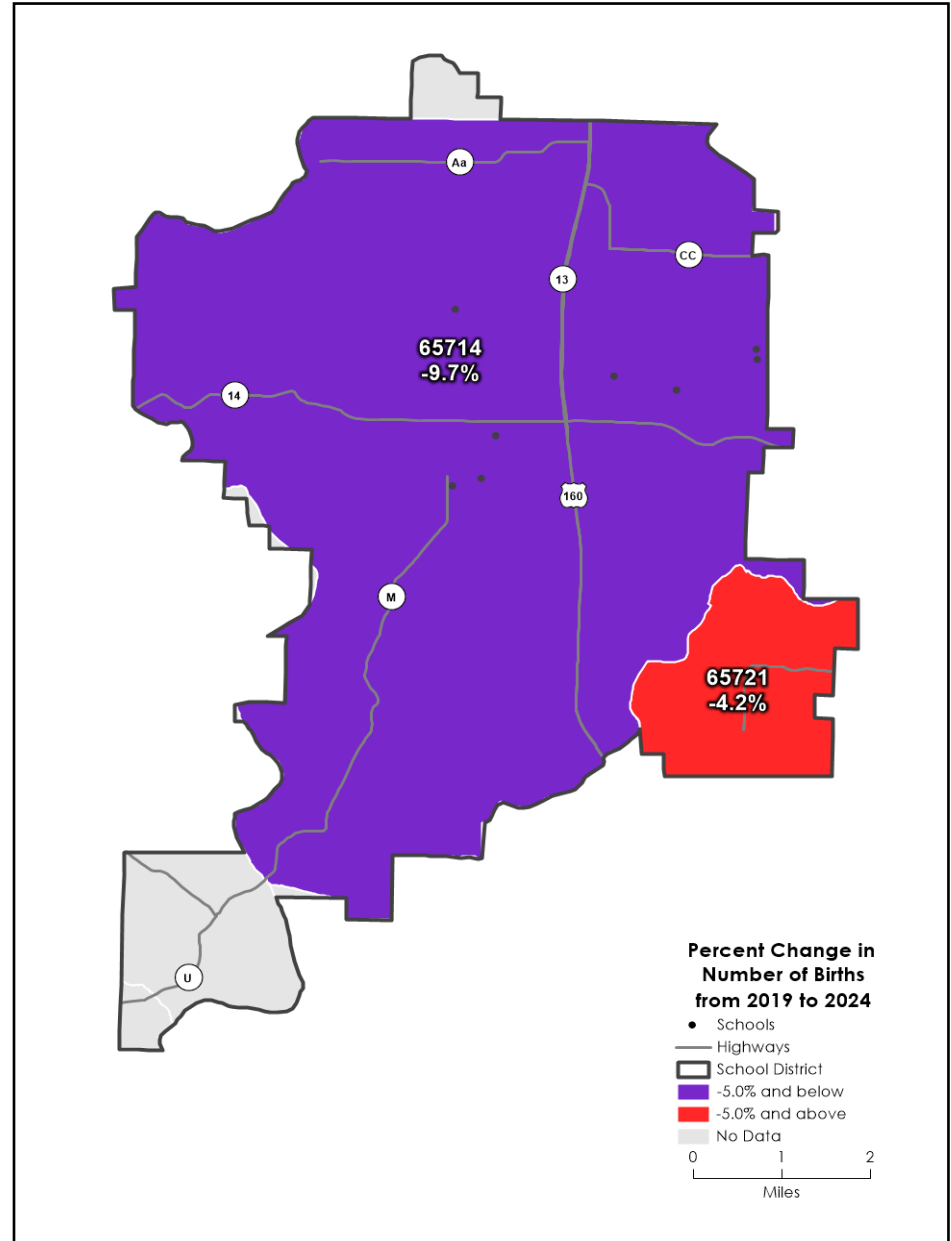 Aa
CC
13
65714
-9.7%
14
160
M
65721
-4.2%
U
Percent Change in
Number of Births
from 2019 to 2024
Schools
Highways
School District
-5.0% and below
-5.0% and above
No Data
0 1 2
Miles